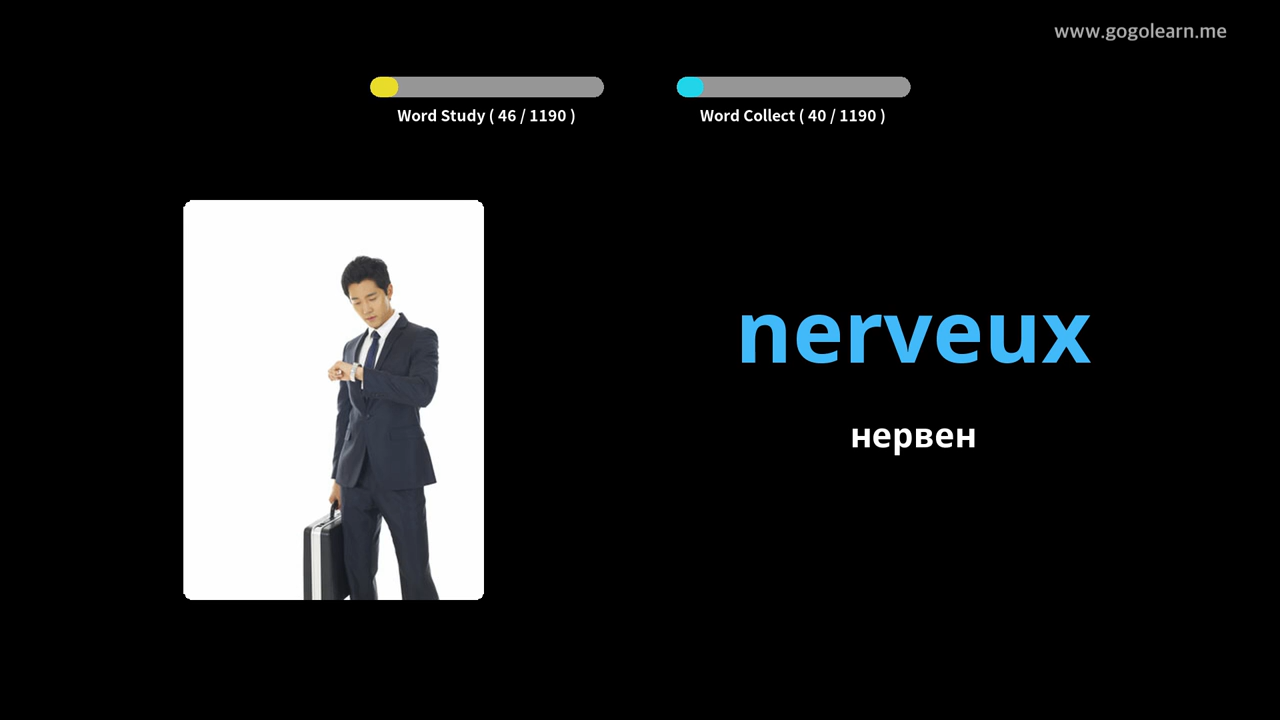 www.gogolearn.me
Word Study ( 46 / 1190 )
Word Collect ( 40 / 1190 )
nerveux
нервен